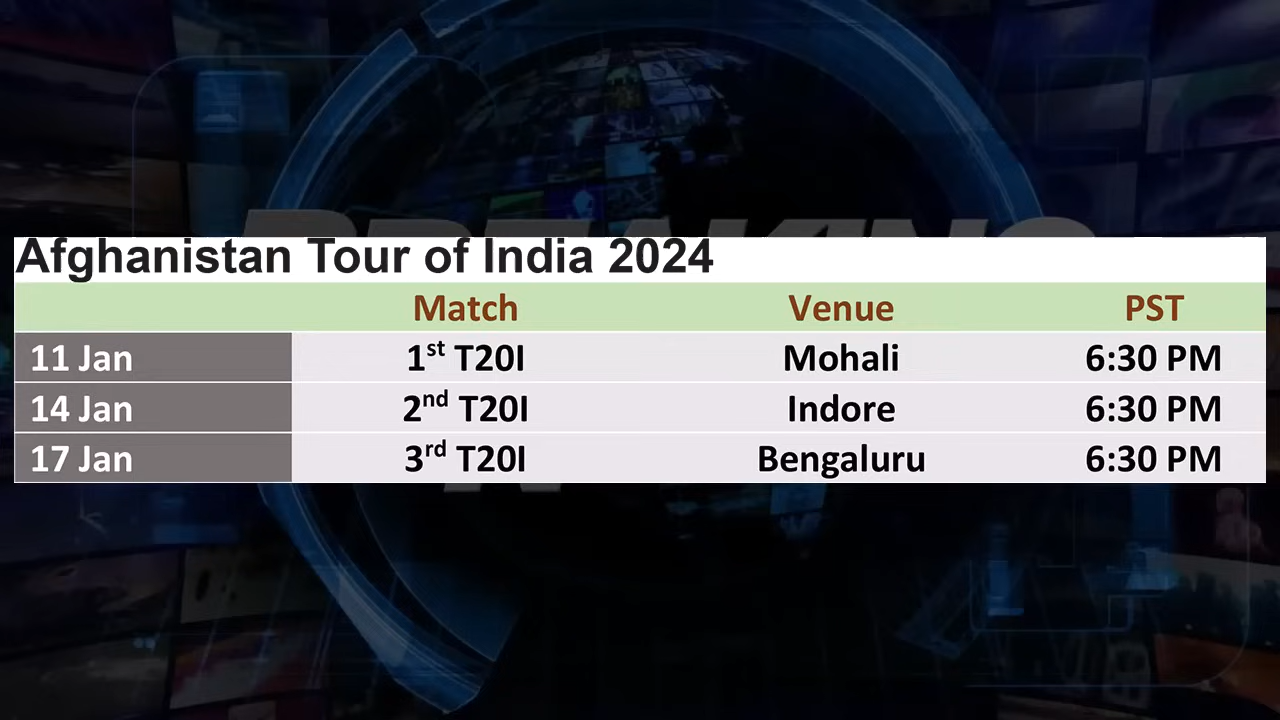 Afghanistan Tour of India 2024
Match Venue PST
11 Jan 1st T20I Mohali 6:30 PM
14 Jan 2nd T20I Indore 6:30 PM
17 Jan 3rd T20I Bengaluru 6:30 PM